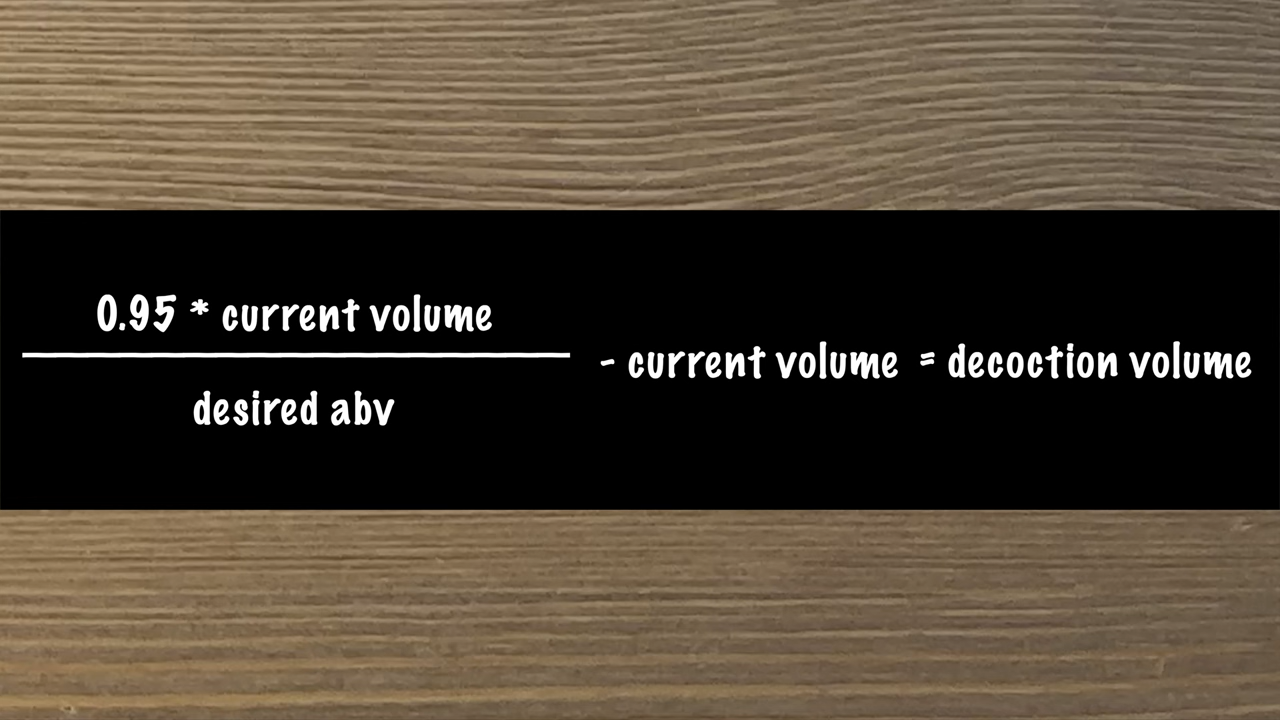 0.95 * current volume
desired abv
- current volume = decoction volume